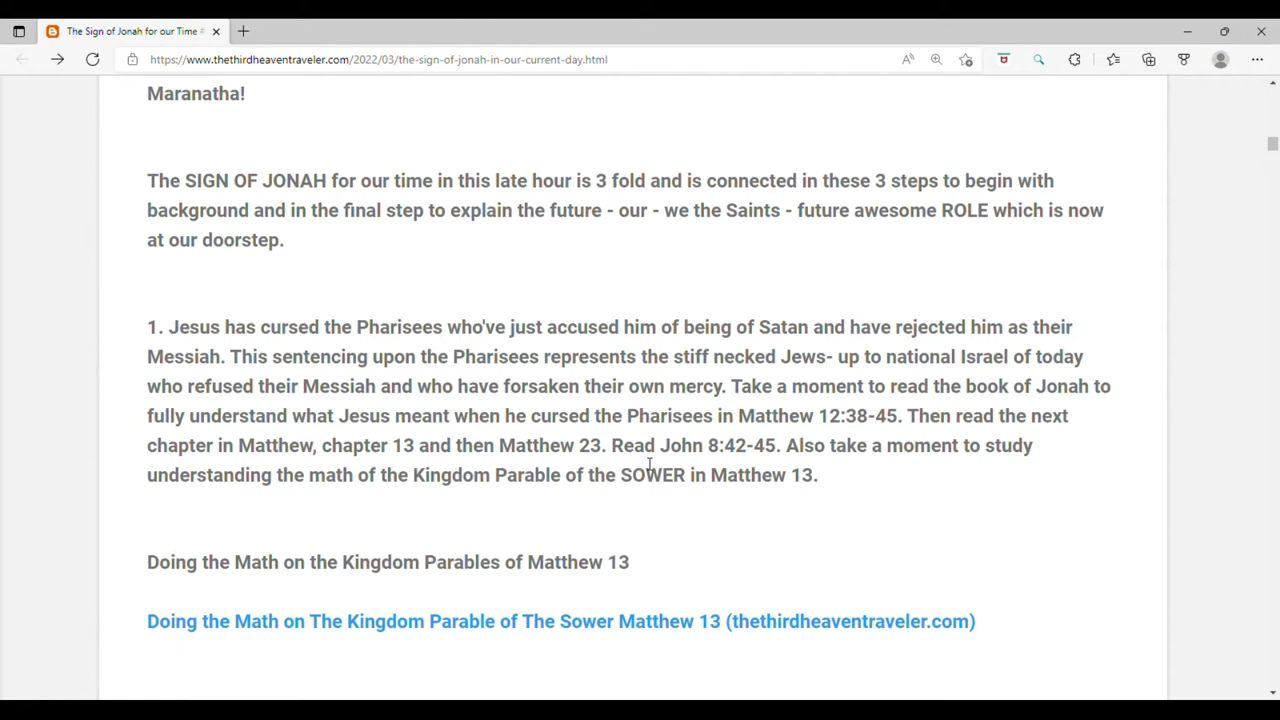 The Sign of Jonah for our Time
https://www.thethirdheaventraveler.com/2022/03/the-sign-of-jonah-in-our-current-day.html
Maranatha!
The SIGN OF JONAH for our time in this late hour is 3 fold and is connected in these 3 steps to begin with
background and in the final step to explain the future - our - we the Saints - future awesome ROLE which is now
at our doorstep.
1. Jesus has cursed the Pharisees who've just accused him of being of Satan and have rejected him as their
Messiah. This sentencing upon the Pharisees represents the stiff necked Jews- up to national Israel of today
who refused their Messiah and who have forsaken their own mercy. Take a moment to read the book of Jonah to
fully understand what Jesus meant when he cursed the Pharisees in Matthew 12:38-45. Then read the next
chapter in Matthew, chapter 13 and then Matthew 23. Read John 8:42-45. Also take a moment to study
understanding the math of the Kingdom Parable of the SOWER in Matthew 13.
Doing the Math on the Kingdom Parables of Matthew 13
Doing the Math on The Kingdom Parable of The Sower Matthew 13 (thethirdheaventraveler.com)